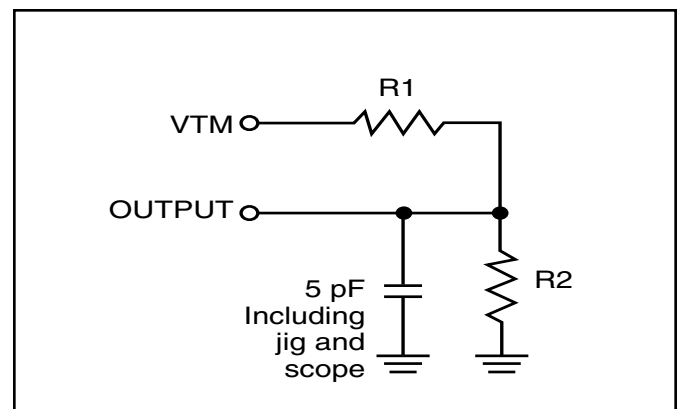 R1
VTM
OUTPUT
R2
5 pF
Including
jig and
scope